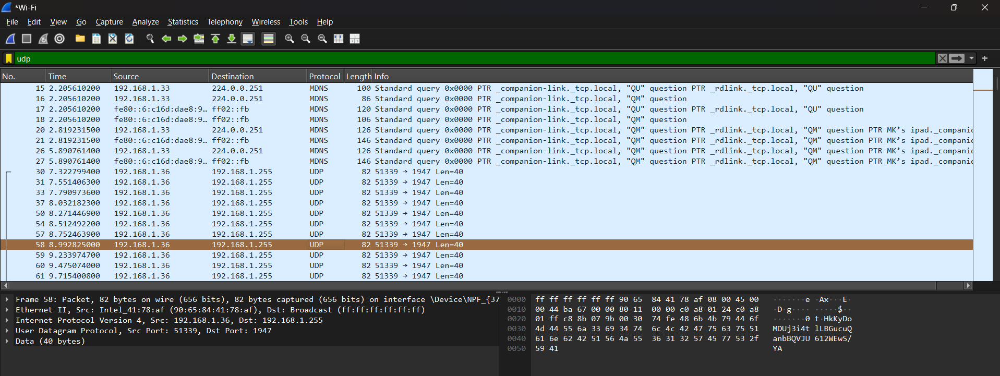 *Wi-Fi
File Edit View Go Capture Analyze Statistics Telephony Wireless Tools Help
udp
No. Time Source Destination Protocol Length Info
15 2.205610200 192.168.1.33 224.0.0.251 MDNS 100 Standard query 0x0000 PTR _companion-link._tcp.local, "QU" question PTR _rdlink._tcp.local, "QU" question
16 2.205610200 192.168.1.33 224.0.0.251 MDNS 86 Standard query 0x0000 PTR _companion-link._tcp.local, "QM" question
17 2.205610200 fe80::6:c16d:dae8:9… ff02::fb MDNS 120 Standard query 0x0000 PTR _companion-link._tcp.local, "QU" question PTR _rdlink._tcp.local, "QU" question
18 2.205610200 fe80::6:c16d:dae8:9… ff02::fb MDNS 106 Standard query 0x0000 PTR _companion-link._tcp.local, "QM" question
20 2.819231500 192.168.1.33 224.0.0.251 MDNS 126 Standard query 0x0000 PTR _companion-link._tcp.local, "QM" question PTR _rdlink._tcp.local, "QM" question PTR MK’s ipad._companic
21 2.819231500 fe80::6:c16d:dae8:9… ff02::fb MDNS 146 Standard query 0x0000 PTR _companion-link._tcp.local, "QM" question PTR _rdlink._tcp.local, "QM" question PTR MK’s ipad._companic
26 5.890761400 192.168.1.33 224.0.0.251 MDNS 126 Standard query 0x0000 PTR _companion-link._tcp.local, "QM" question PTR _rdlink._tcp.local, "QM" question PTR MK’s ipad._companic
27 5.890761400 fe80::6:c16d:dae8:9… ff02::fb MDNS 146 Standard query 0x0000 PTR _companion-link._tcp.local, "QM" question PTR _rdlink._tcp.local, "QM" question PTR MK’s ipad._companic
30 7.322799400 192.168.1.36 192.168.1.255 UDP 82 51339 → 1947 Len=40
31 7.551406300 192.168.1.36 192.168.1.255 UDP 82 51339 → 1947 Len=40
33 7.790973600 192.168.1.36 192.168.1.255 UDP 82 51339 → 1947 Len=40
37 8.032182300 192.168.1.36 192.168.1.255 UDP 82 51339 → 1947 Len=40
50 8.271446900 192.168.1.36 192.168.1.255 UDP 82 51339 → 1947 Len=40
54 8.512492200 192.168.1.36 192.168.1.255 UDP 82 51339 → 1947 Len=40
57 8.752463900 192.168.1.36 192.168.1.255 UDP 82 51339 → 1947 Len=40
58 8.992825000 192.168.1.36 192.168.1.255 UDP 82 51339 → 1947 Len=40
59 9.233974700 192.168.1.36 192.168.1.255 UDP 82 51339 → 1947 Len=40
60 9.475074000 192.168.1.36 192.168.1.255 UDP 82 51339 → 1947 Len=40
61 9.715400800 192.168.1.36 192.168.1.255 UDP 82 51339 → 1947 Len=40
Frame 58: Packet, 82 bytes on wire (656 bits), 82 bytes captured (656 bits) on interface \Device\NPF_{37
Ethernet II, Src: Intel_41:78:af (90:65:84:41:78:af), Dst: Broadcast (ff:ff:ff:ff:ff:ff)
Internet Protocol Version 4, Src: 192.168.1.36, Dst: 192.168.1.255
User Datagram Protocol, Src Port: 51339, Dst Port: 1947
Data (40 bytes)
0000 ff ff ff ff ff ff 90 65 84 41 78 af 08 00 45 00 ·······e ·Ax···E·
0010 00 44 ba 67 00 00 80 11 00 00 c0 a8 01 24 c0 a8 ·D·g···· ·····$··
0020 01 ff c8 8b 07 9b 00 30 74 fe 48 6b 4b 79 44 6f ·······0 t·HkKyDo
0030 4d 44 55 6a 33 69 34 74 6c 4c 42 47 75 63 75 51 MDUj3i4t lLBGucuQ
0040 61 6e 62 42 51 56 4a 55 36 31 32 57 45 77 53 2f anbBQVJU 612WEwS/
0050 59 41 YA